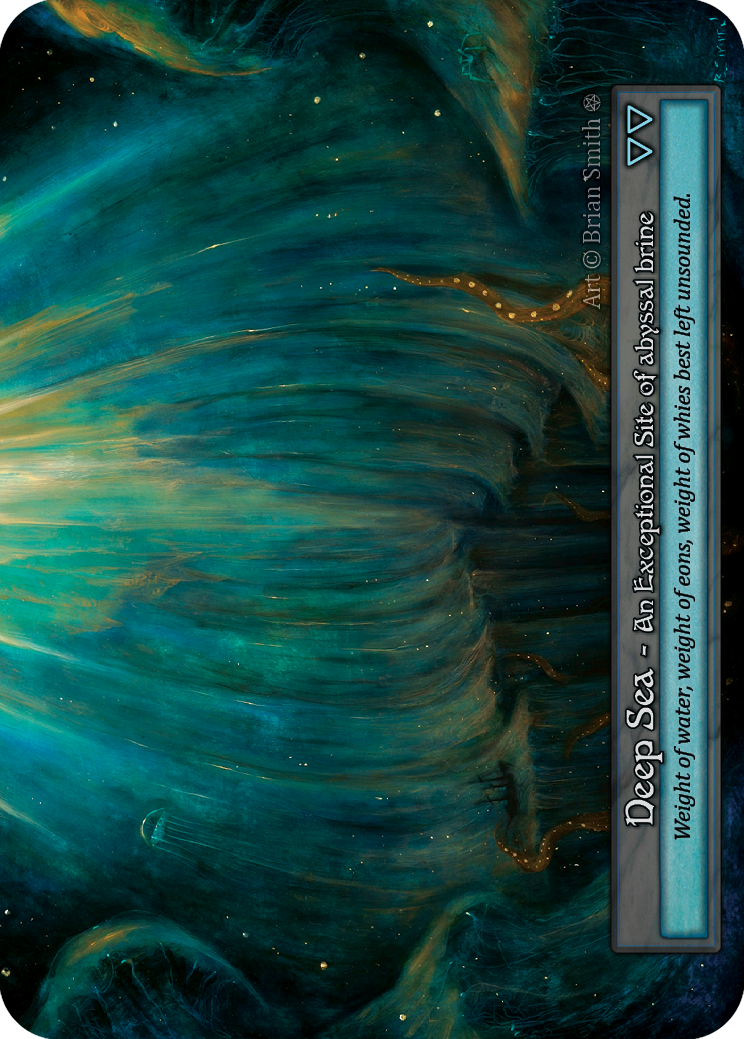 Art © Brian Smith
Deep Sea - An Exceptional Site of abyssal brine
Weight of water, weight of eons, weight of whies best left unsounded.